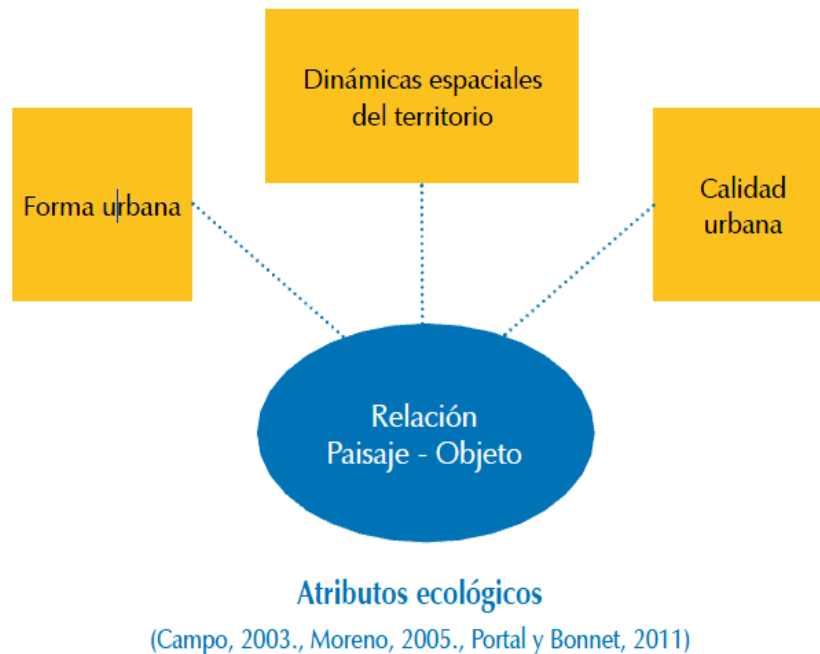 Dinámicas espaciales
del territorio
Forma urbana
Calidad
urbana
Relación
Paisaje - Objeto
Atributos ecológicos
(Campo, 2003., Moreno, 2005., Portal y Bonnet, 2011)